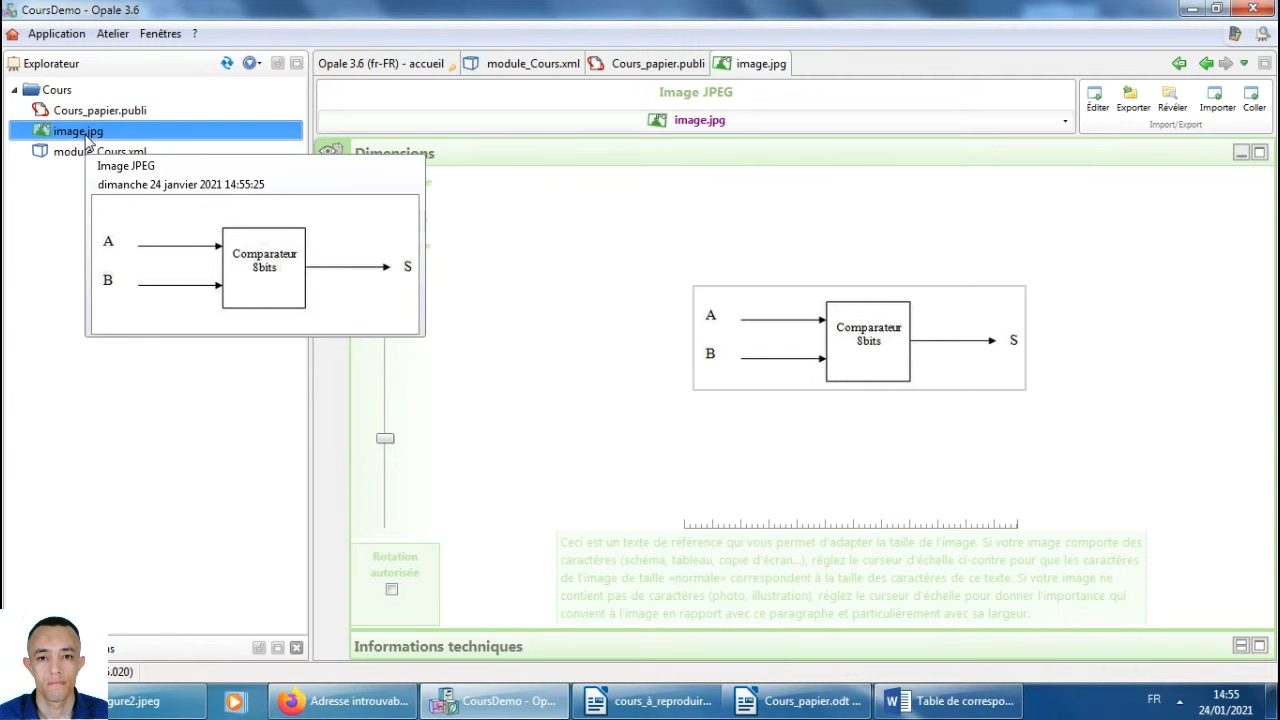 CoursDemo - Opale 3.6
Application Atelier Fenêtres ?
Explorateur
Opale 3.6 (fr-FR) - accueil module_Cours.xml Cours_papier.publi image.jpg
Cours
Cours_papier.publi
image.jpg
module_Cours.xml
Image JPEG
image.jpg
Éditer Exporter Révéler Importer Coller
Import/Export
Dimensions
Image JPEG
dimanche 24 janvier 2021 14:55:25
A
B
Comparateur
8bits
S
A
B
Comparateur
8bits
S
Rotation
autorisée
Ceci est un texte de référence qui vous permet d'adapter la taille de l'image. Si votre image comporte des
caractères (schéma, tableau, copie d'écran...), réglez le curseur d'échelle ci-contre pour que les caractères
de l'image de taille «normale» correspondent à la taille des caractères de ce texte. Si votre image ne
contient pas de caractères (photo, illustration), réglez le curseur d'échelle pour donner l'importance qui
convient à l'image en rapport avec ce paragraphe et particulièrement avec sa largeur.
Informations techniques
.020)
gure2.jpeg
Adresse introuvab...
CoursDemo - Ope...
cours_à_reproduir...
Cours_papier.odt ...
Table de correspo...
FR
14:55
24/01/2021